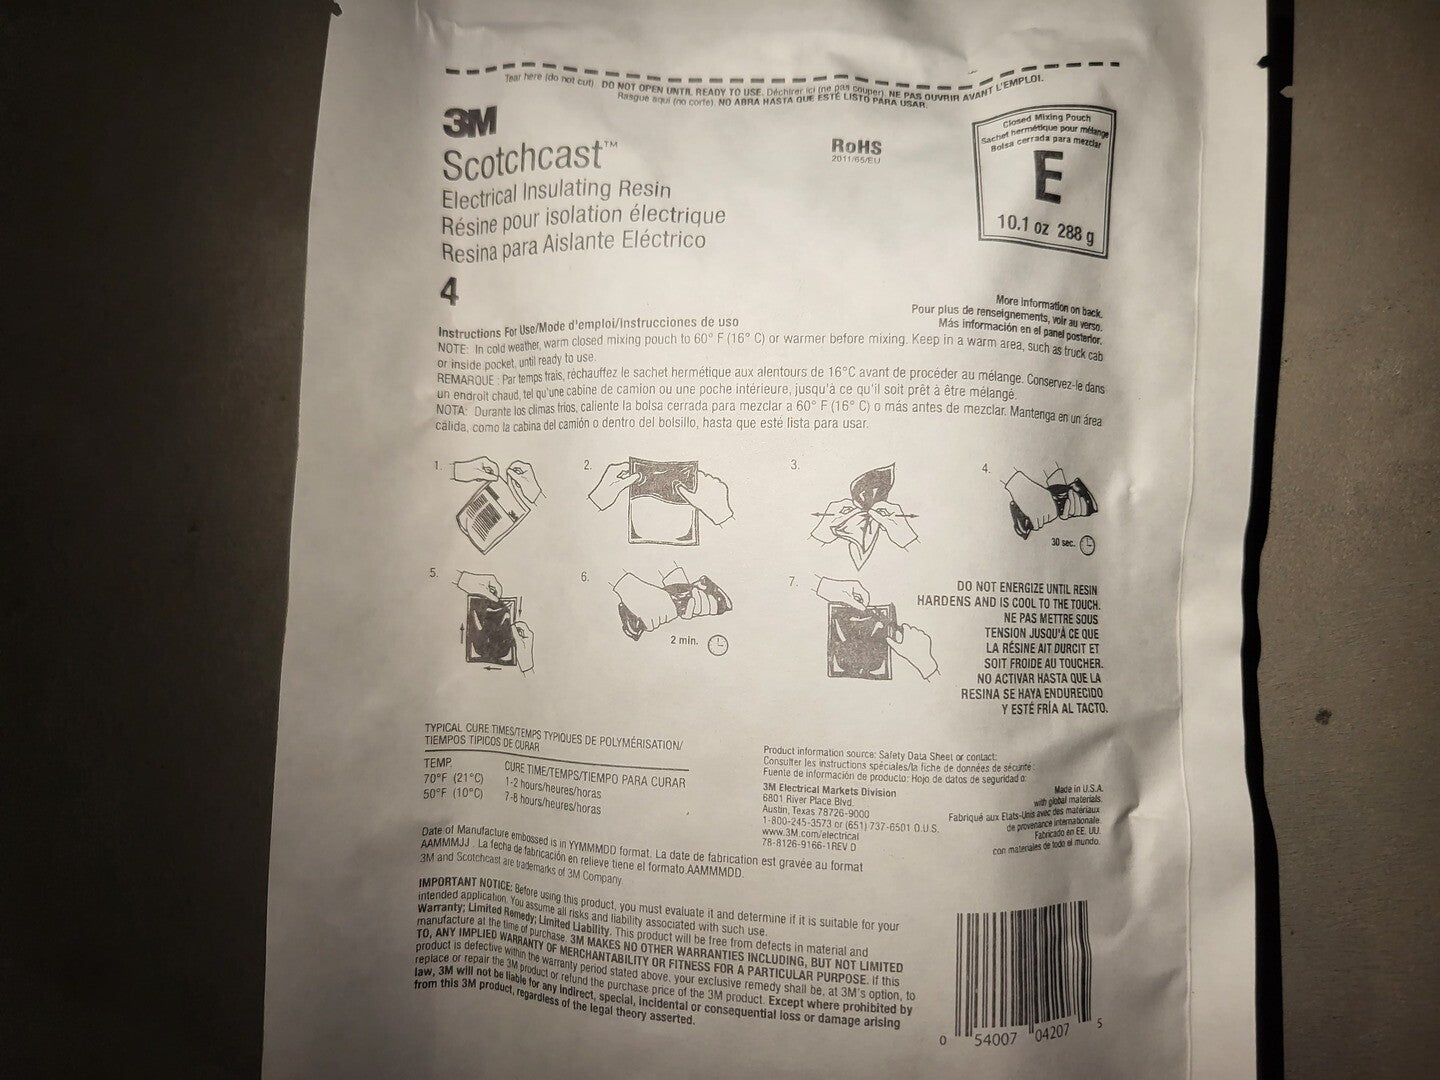 Tear here (do not cut). DO NOT OPEN UNTIL READY TO USE. Déchirer ici (ne pas couper). NE PAS OUVRIR AVANT L'EMPLOI.
Rasgue aquí (no corte). NO ABRA HASTA QUE ESTÉ LISTO PARA USAR.
3M
Scotchcast™
Electrical Insulating Resin
Résine pour isolation électrique
Resina para Aislante Eléctrico
4
RoHS
2011/65/EU
Closed Mixing Pouch
Sachet hermétique pour mélange
Bolsa cerrada para mezclar
E
10.1 oz 288 g
More Information on back.
Pour plus de renseignements, voir au verso.
Más información en el panel posterior.
Instructions For Use/Mode d'emploi/Instrucciones de uso
NOTE: In cold weather, warm closed mixing pouch to 60° F (16° C) or warmer before mixing. Keep in a warm area, such as truck cab
or inside pocket, until ready to use.
REMARQUE : Par temps frais, réchauffez le sachet hermétique aux alentours de 16°C avant de procéder au mélange. Conservez-le dans
un endroit chaud, tel qu'une cabine de camion ou une poche intérieure, jusqu'à ce qu'il soit prêt à être mélangé.
NOTA: Durante los climas fríos, caliente la bolsa cerrada para mezclar a 60° F (16° C) o más antes de mezclar. Mantenga en un área
cálida, como la cabina del camión o dentro del bolsillo, hasta que esté lista para usar.
1.
2.
3.
4.
30 sec.
5.
6.
2 min.
7.
DO NOT ENERGIZE UNTIL RESIN
HARDENS AND IS COOL TO THE TOUCH.
NE PAS METTRE SOUS
TENSION JUSQU'À CE QUE
LA RÉSINE AIT DURCIT ET
SOIT FROIDE AU TOUCHER.
NO ACTIVAR HASTA QUE LA
RESINA SE HAYA ENDURECIDO
Y ESTÉ FRÍA AL TACTO.
TYPICAL CURE TIMES/TEMPS TYPIQUES DE POLYMÉRISATION/
TIEMPOS TIPICOS DE CURAR
TEMP. CURE TIME/TEMPS/TIEMPO PARA CURAR
70°F (21°C) 1-2 hours/heures/horas
50°F (10°C) 7-8 hours/heures/horas
Product information source: Safety Data Sheet or contact:
Consulter les instructions spéciales/la fiche de données de sécurité :
Fuente de información de producto: Hoja de datos de seguridad o:
3M Electrical Markets Division
6801 River Place Blvd.
Austin, Texas 78726-9000
1-800-245-3573 or (651) 737-6501 O.U.S.
www.3M.com/electrical
78-8126-9166-1REV D
Made in U.S.A.
with global materials.
Fabriqué aux Etats-Unis avec des matériaux
de provenance internationale.
Fabricado en EE. UU.
con materiales de todo el mundo.
Date of Manufacture embossed is in YYMMMDD format. La date de fabrication est gravée au format
AAMMMJJ . La fecha de fabricación en relieve tiene el formato AAMMMDD.
3M and Scotchcast are trademarks of 3M Company.
IMPORTANT NOTICE: Before using this product, you must evaluate it and determine if it is suitable for your
intended application. You assume all risks and liability associated with such use.
Warranty; Limited Remedy; Limited Liability. This product will be free from defects in material and
manufacture at the time of purchase. 3M MAKES NO OTHER WARRANTIES INCLUDING, BUT NOT LIMITED
TO, ANY IMPLIED WARRANTY OF MERCHANTABILITY OR FITNESS FOR A PARTICULAR PURPOSE. If this
product is defective within the warranty period stated above, your exclusive remedy shall be, at 3M's option, to
replace or repair the 3M product or refund the purchase price of the 3M product. Except where prohibited by
law, 3M will not be liable for any indirect, special, incidental or consequential loss or damage arising
from this 3M product, regardless of the legal theory asserted.
0 54007 04207 5